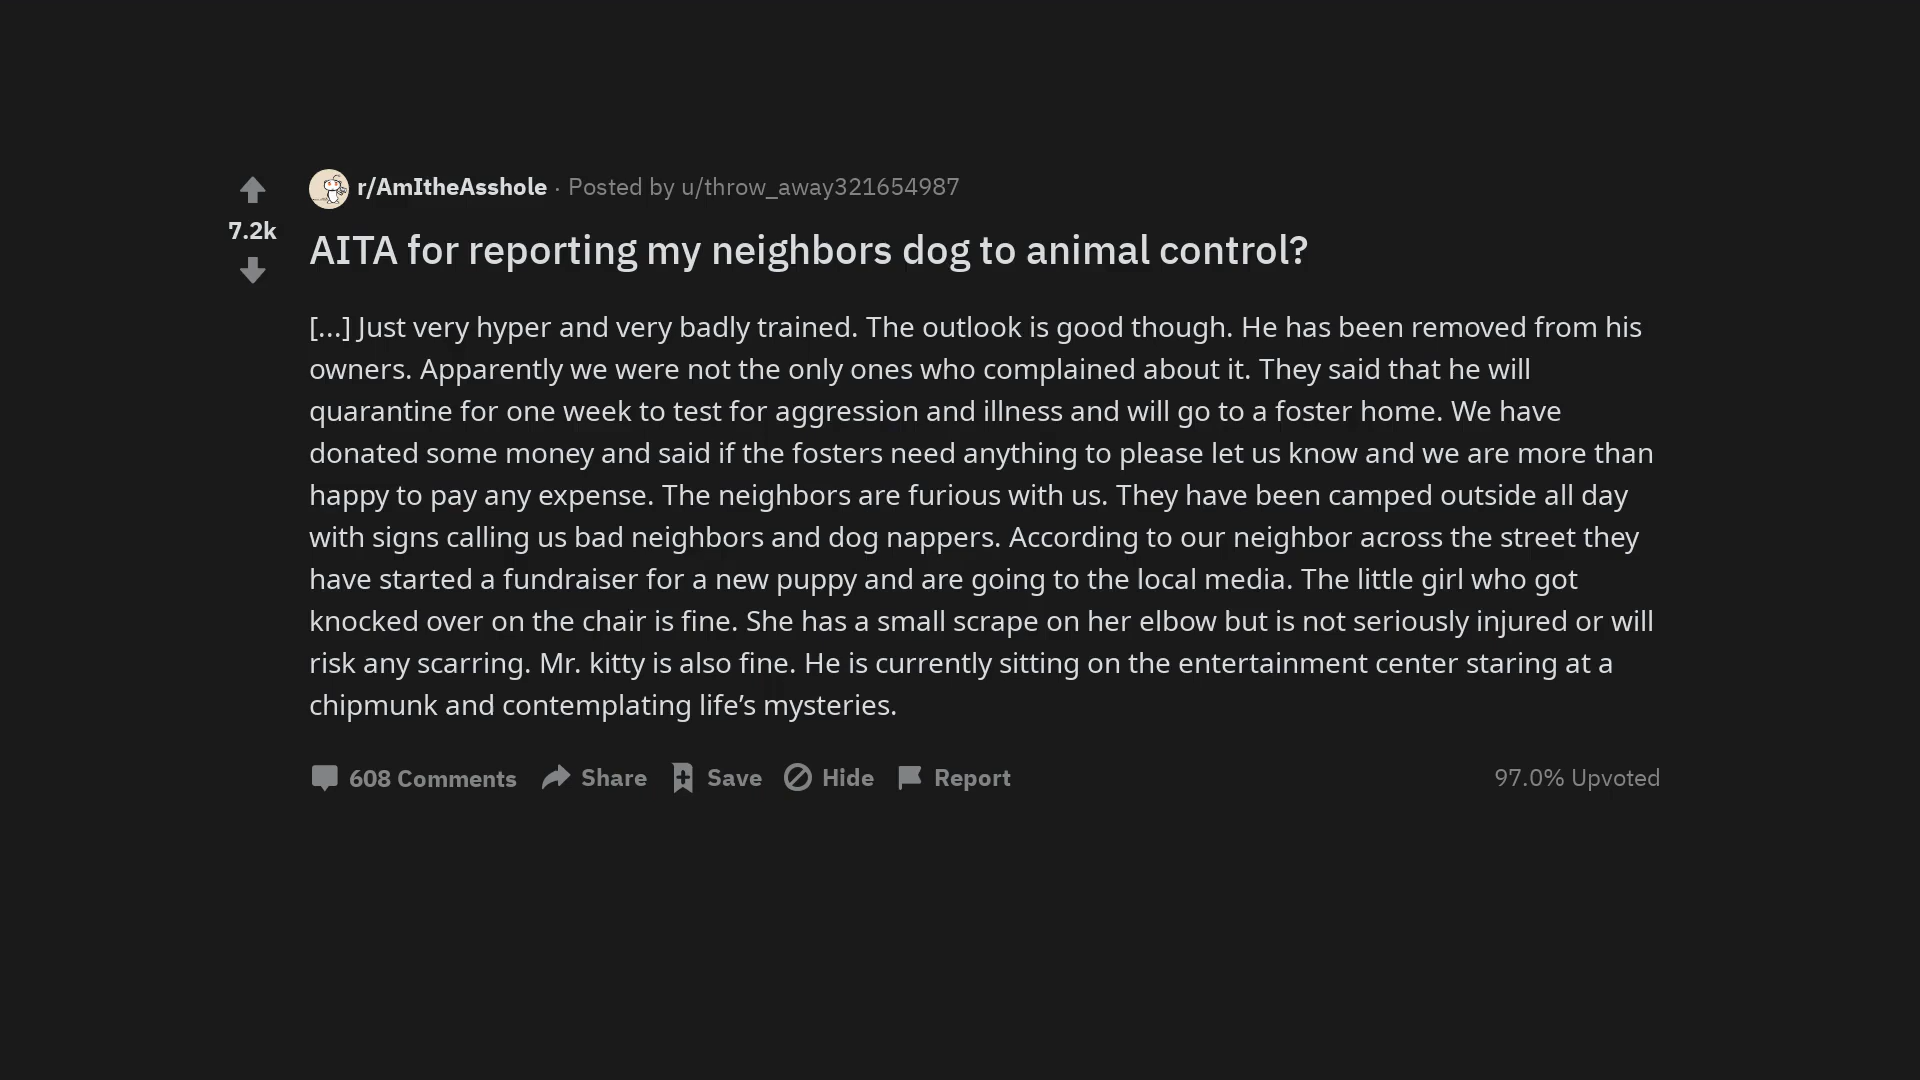 r/AmItheAsshole · Posted by u/throw_away321654987
7.2k
AITA for reporting my neighbors dog to animal control?
[...] Just very hyper and very badly trained. The outlook is good though. He has been removed from his
owners. Apparently we were not the only ones who complained about it. They said that he will
quarantine for one week to test for aggression and illness and will go to a foster home. We have
donated some money and said if the fosters need anything to please let us know and we are more than
happy to pay any expense. The neighbors are furious with us. They have been camped outside all day
with signs calling us bad neighbors and dog nappers. According to our neighbor across the street they
have started a fundraiser for a new puppy and are going to the local media. The little girl who got
knocked over on the chair is fine. She has a small scrape on her elbow but is not seriously injured or will
risk any scarring. Mr. kitty is also fine. He is currently sitting on the entertainment center staring at a
chipmunk and contemplating life’s mysteries.
608 Comments Share Save Hide Report 97.0% Upvoted